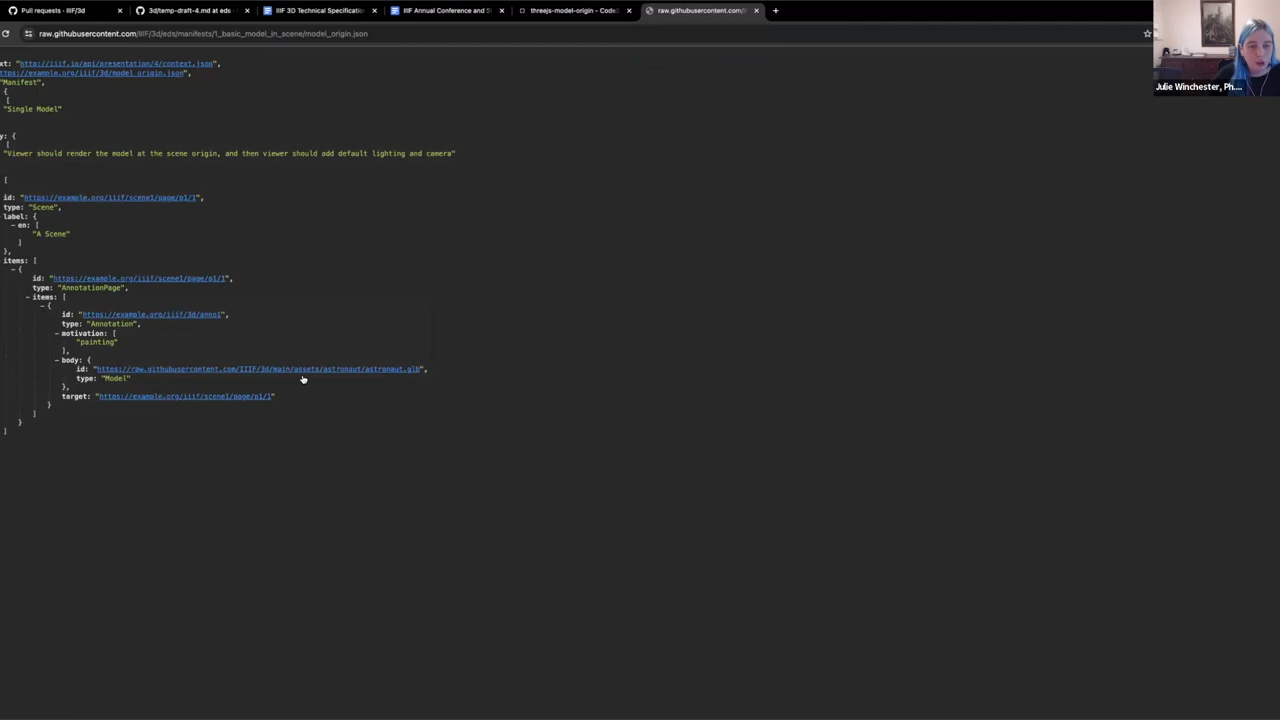 Pull requests · IIIF/3d
3d/temp-draft-4.md at eds
IIIF 3D Technical Specificatio
IIIF Annual Conference and S
threejs-model-origin - Code
raw.githubusercontent.com/
raw.githubusercontent.com/IIIF/3d/eds/manifests/1_basic_model_in_scene/model_origin.json
Julie Winchester, Ph....
xt: "http://iiif.io/api/presentation/4/context.json",
ttps://example.org/iiif/3d/model_origin.json",
"Manifest",
{
[
"Single Model"
y: {
[
"Viewer should render the model at the scene origin, and then viewer should add default lighting and camera"
[
id: "https://example.org/iiif/scene1/page/p1/1",
type: "Scene",
label: {
– en: [
"A Scene"
]
},
items: [
– {
id: "https://example.org/iiif/scene1/page/p1/1",
type: "AnnotationPage",
– items: [
– {
id: "https://example.org/iiif/3d/anno1",
type: "Annotation",
– motivation: [
"painting"
],
– body: {
id: "https://raw.githubusercontent.com/IIIF/3d/main/assets/astronaut/astronaut.glb",
type: "Model"
},
target: "https://example.org/iiif/scene1/page/p1/1"
}
]
}
]